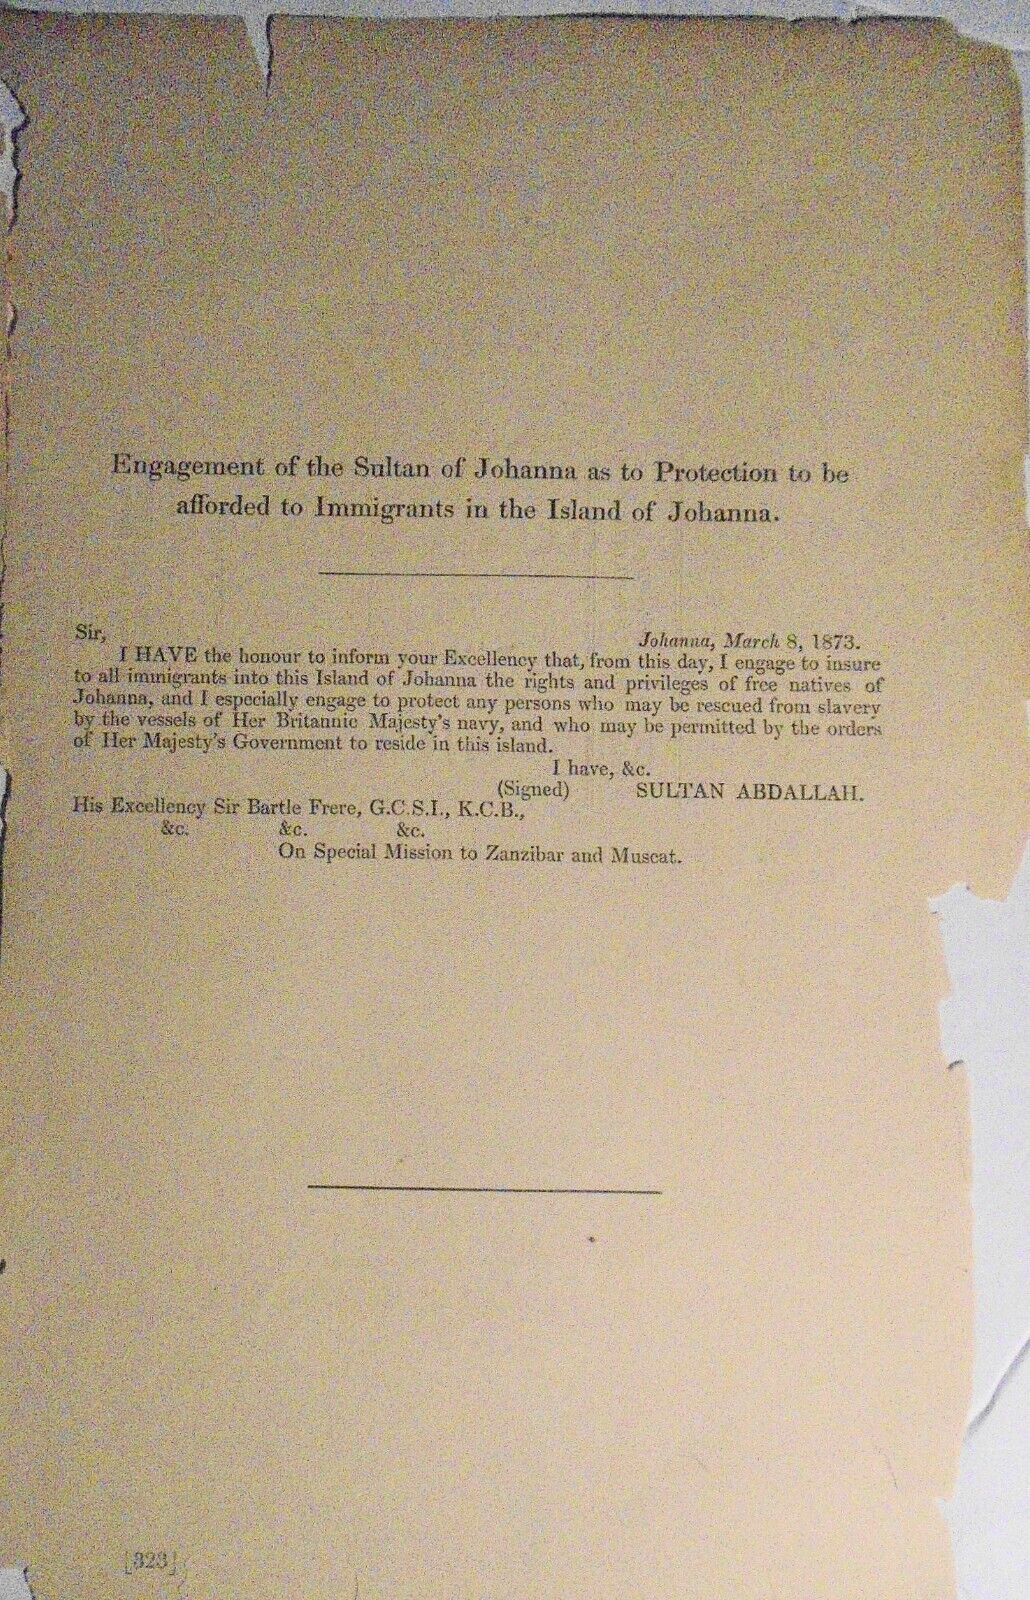 Engagement of the Sultan of Johanna as to Protection to be
afforded to Immigrants in the Island of Johanna.
Sir,
Johanna, March 8, 1873.
I HAVE the honour to inform your Excellency that, from this day, I engage to insure
to all immigrants into this Island of Johanna the rights and privileges of free natives of
Johanna, and I especially engage to protect any persons who may be rescued from slavery
by the vessels of Her Britannic Majesty's navy, and who may be permitted by the orders
of Her Majesty's Government to reside in this island.
I have, &c.
(Signed) SULTAN ABDALLAH.
His Excellency Sir Bartle Frere, G.C.S.I., K.C.B.,
&c. &c. &c.
On Special Mission to Zanzibar and Muscat.
[323]